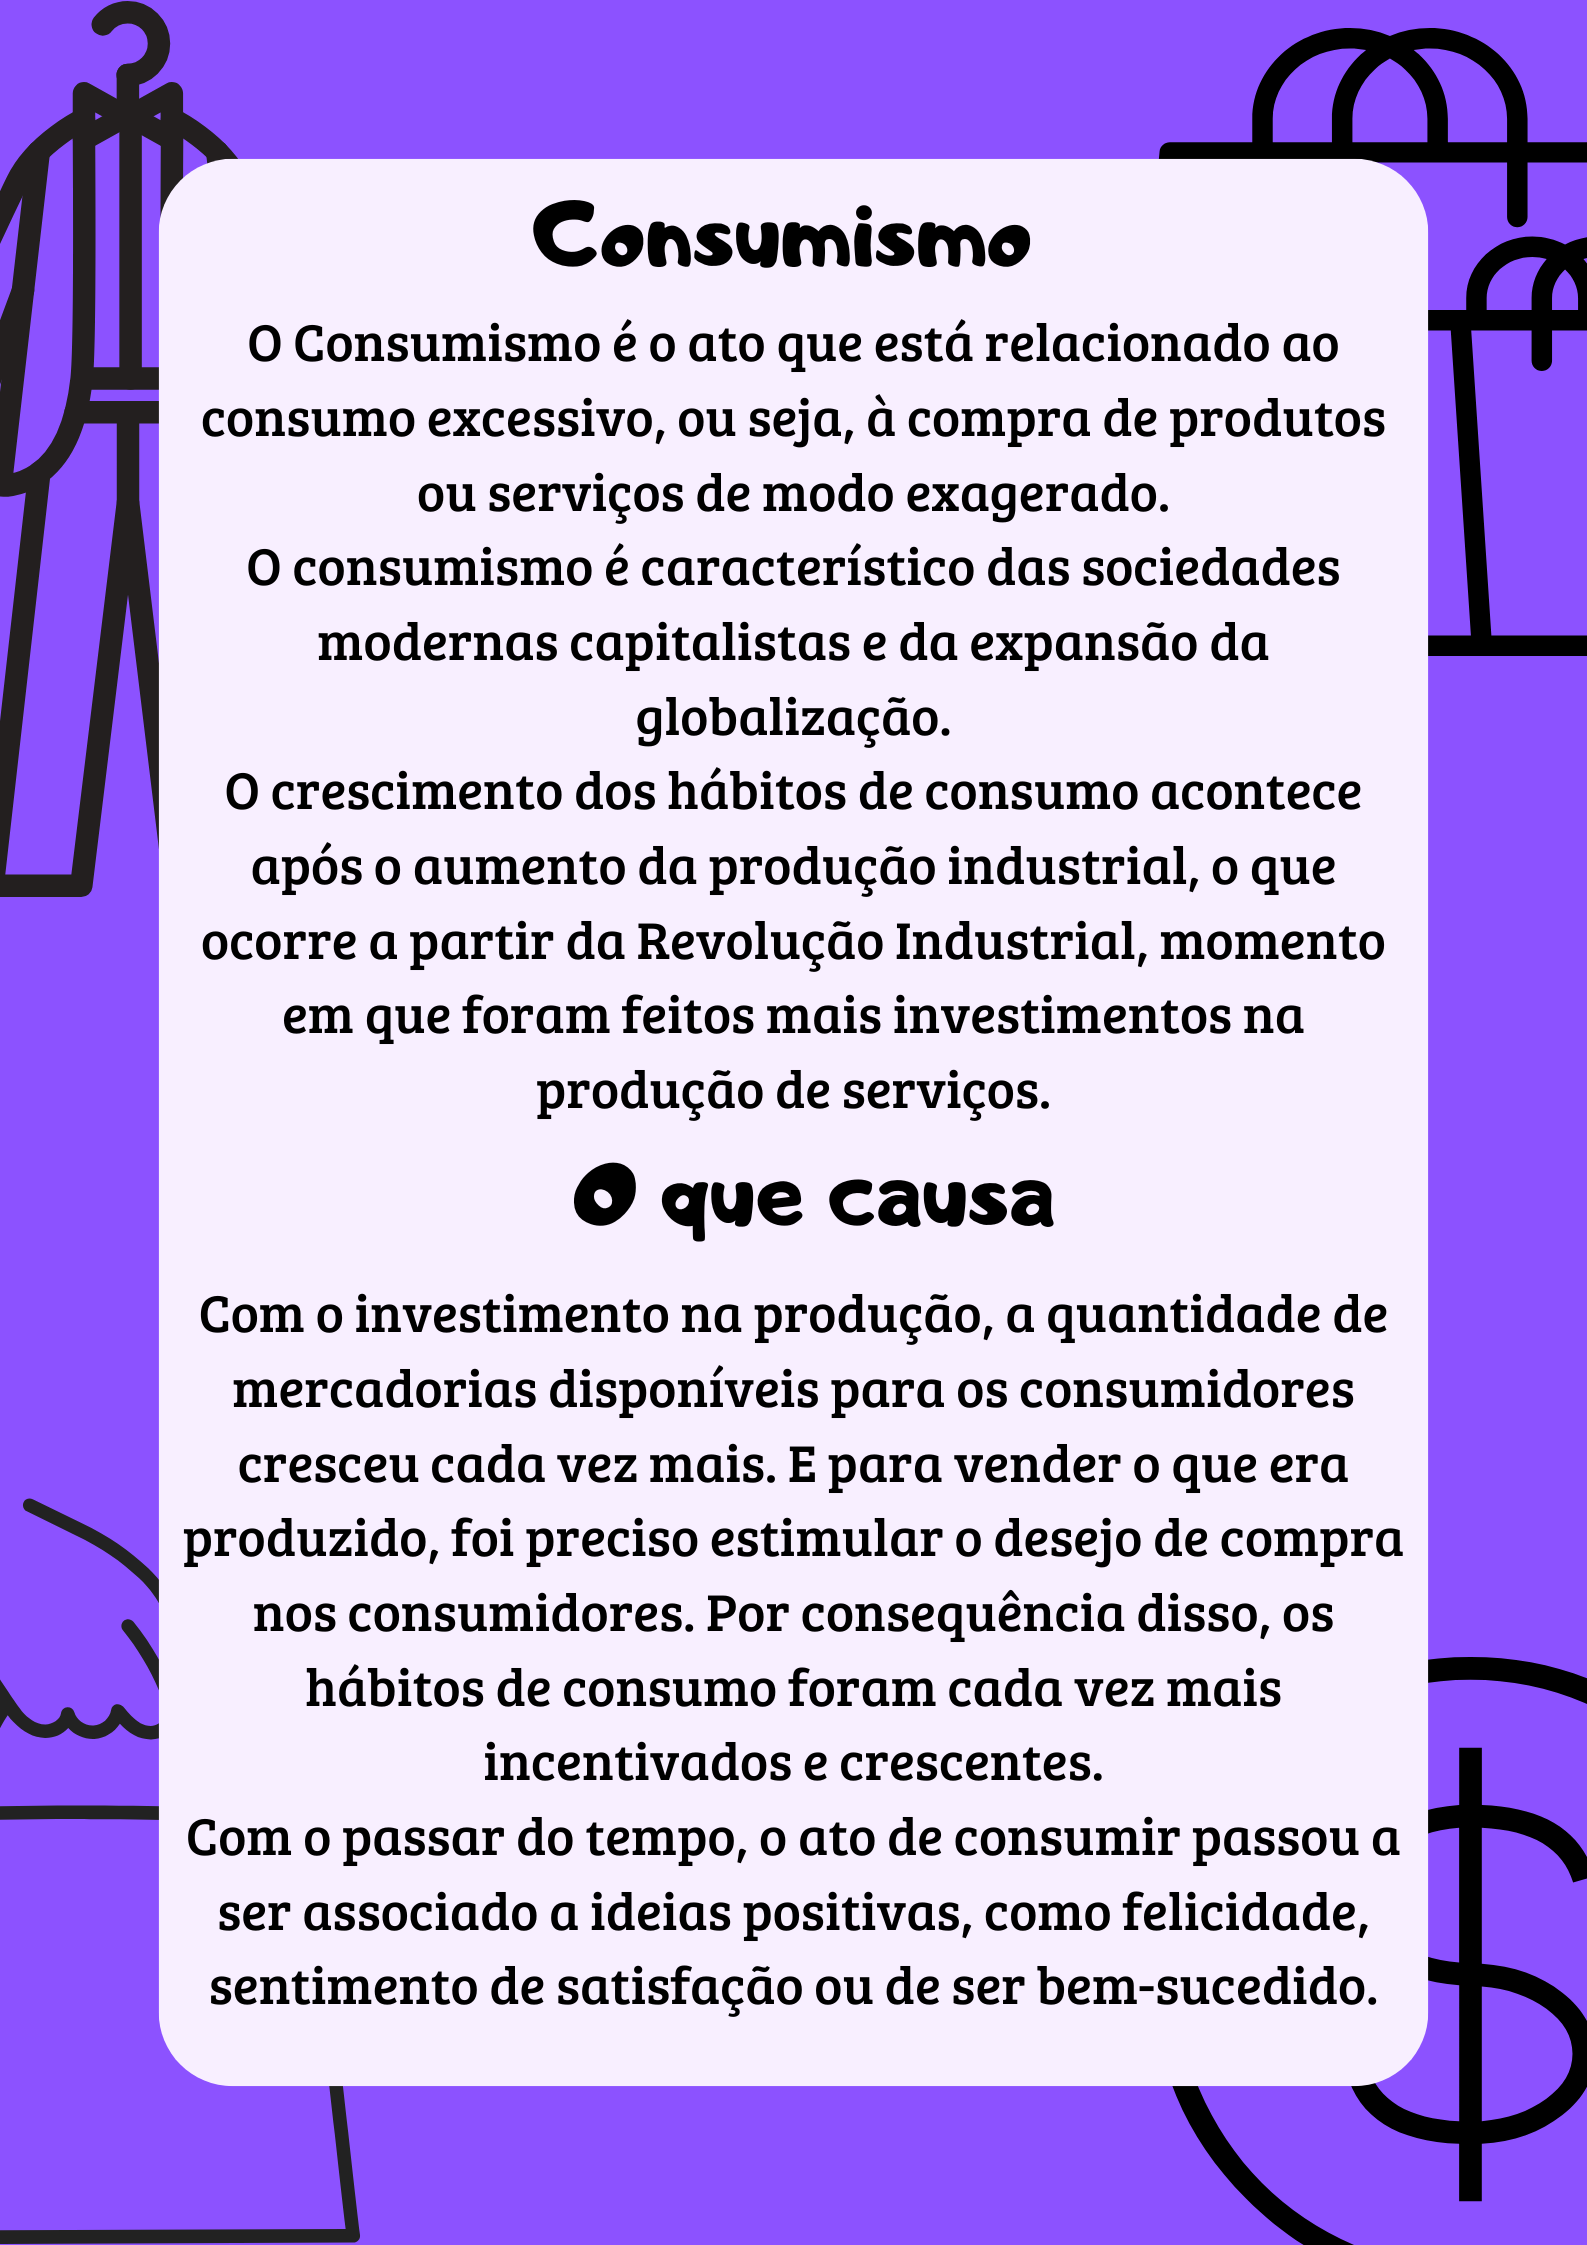 Consumismo
O Consumismo é o ato que está relacionado ao
consumo excessivo, ou seja, à compra de produtos
ou serviços de modo exagerado.
O consumismo é característico das sociedades
modernas capitalistas e da expansão da
globalização.
O crescimento dos hábitos de consumo acontece
após o aumento da produção industrial, o que
ocorre a partir da Revolução Industrial, momento
em que foram feitos mais investimentos na
produção de serviços.
O que causa
Com o investimento na produção, a quantidade de
mercadorias disponíveis para os consumidores
cresceu cada vez mais. E para vender o que era
produzido, foi preciso estimular o desejo de compra
nos consumidores. Por consequência disso, os
hábitos de consumo foram cada vez mais
incentivados e crescentes.
Com o passar do tempo, o ato de consumir passou a
ser associado a ideias positivas, como felicidade,
sentimento de satisfação ou de ser bem-sucedido.